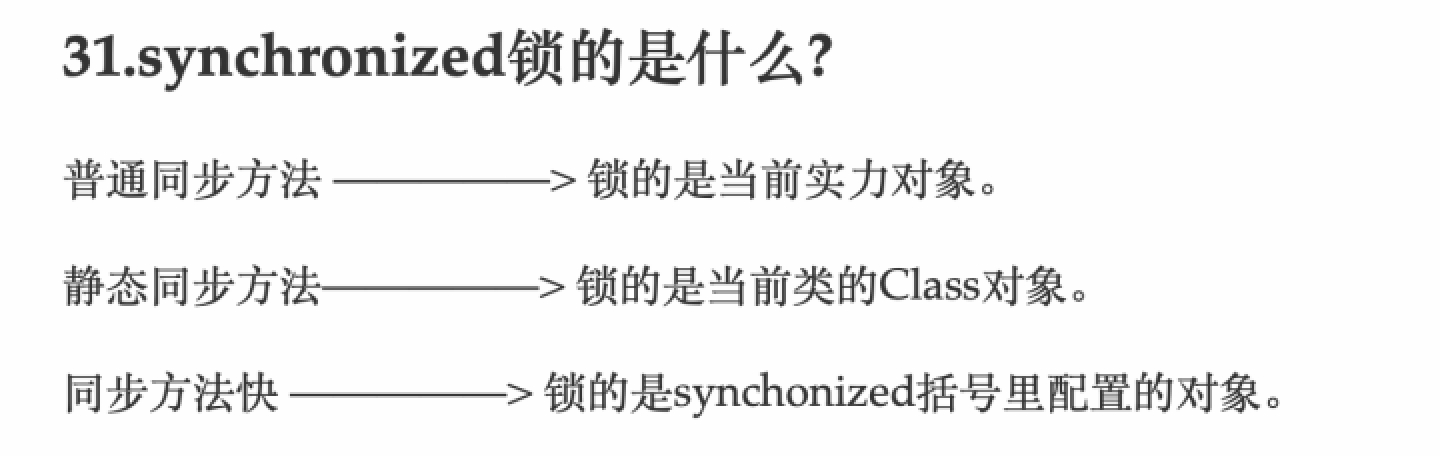 31.synchronized锁的是什么?
普通同步方法 —————> 锁的是当前实力对象。
静态同步方法—————> 锁的是当前类的Class对象。
同步方法快 —————> 锁的是synchonized括号里配置的对象。